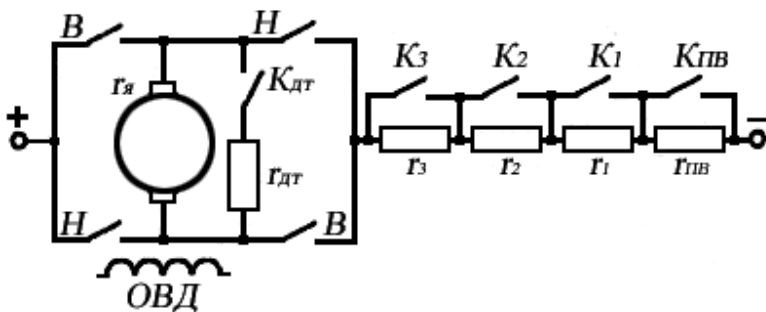 В Н К3 К2 К1 КПВ
rя Кдт
+ −
rдт r3 r2 r1 rПВ
Н В
ОВД